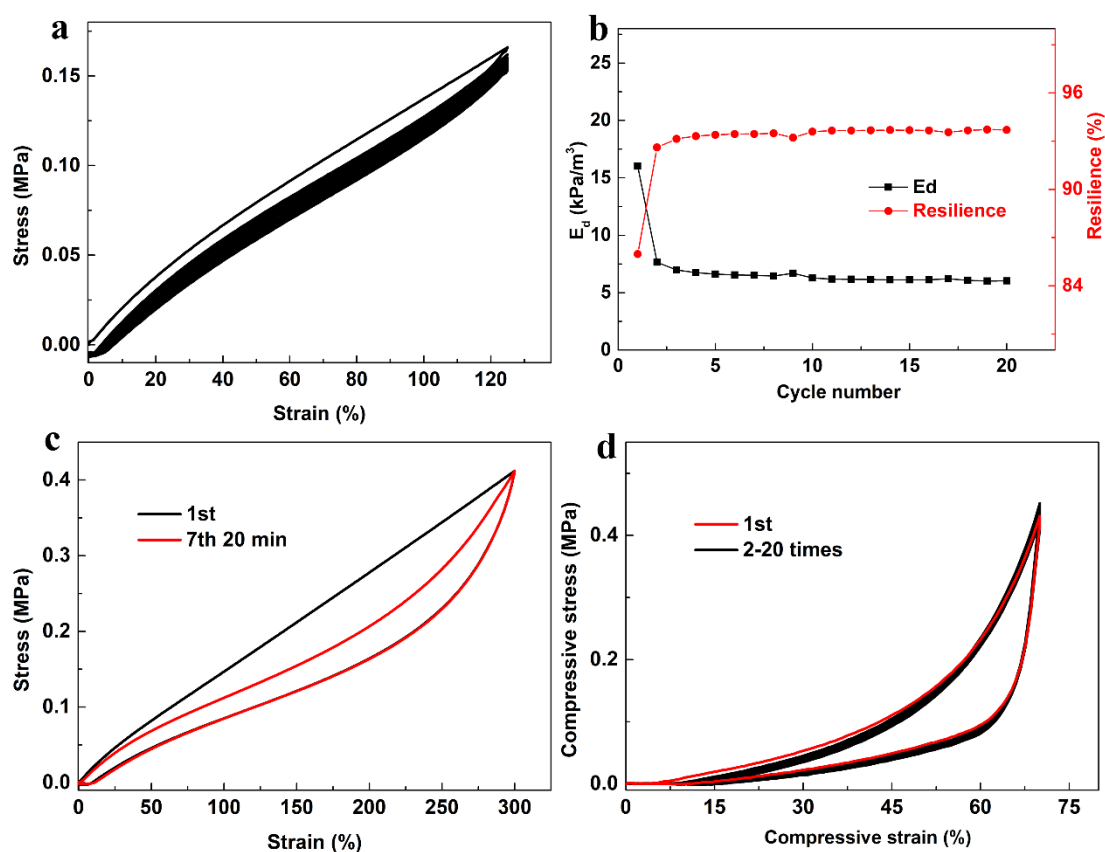 a
Stress (MPa)
0.15
0.10
0.05
0.00
0 20 40 60 80 100 120
Strain (%)
b
E_d (kPa/m³)
25
20
15
10
5
0
96
90
84
Resilience (%)
Ed
Resilience
0 5 10 15 20
Cycle number
c
Stress (MPa)
0.4
0.3
0.2
0.1
0.0
1st
7th 20 min
0 50 100 150 200 250 300
Strain (%)
d
Compressive stress (MPa)
0.4
0.2
0.0
1st
2-20 times
0 15 30 45 60 75
Compressive strain (%)